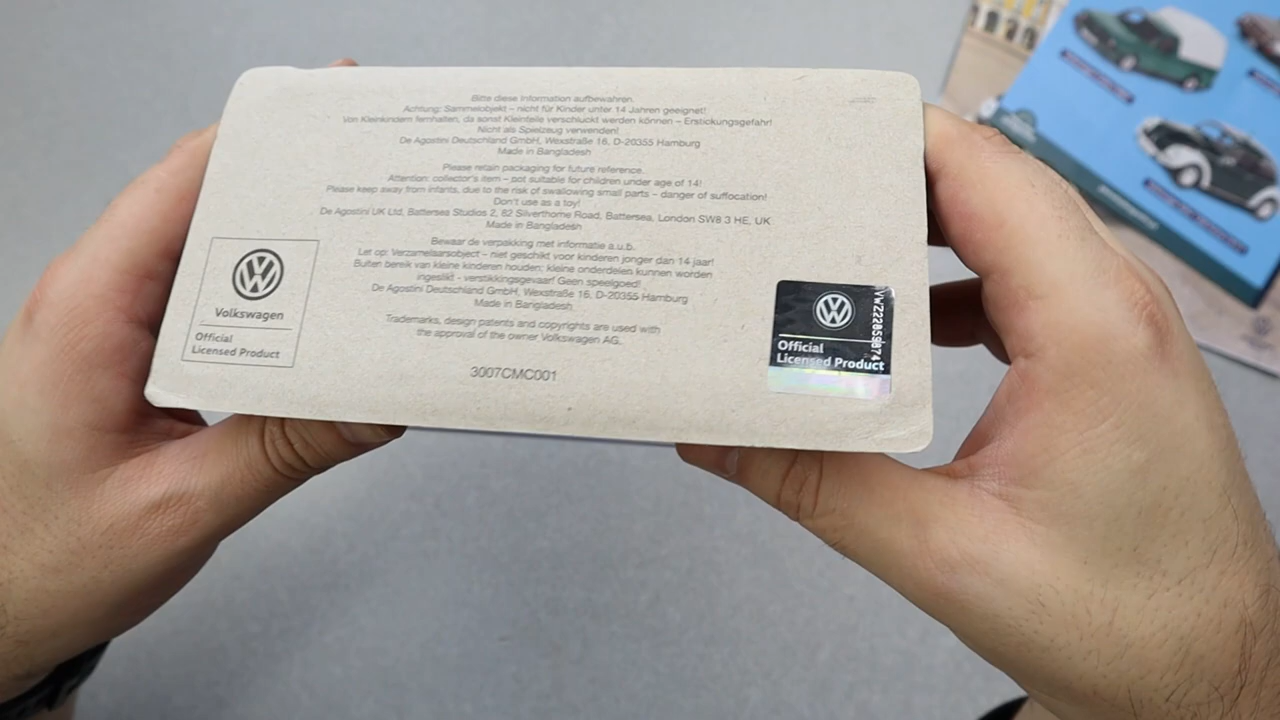 Bitte diese Information aufbewahren.
Achtung: Sammelobjekt – nicht für Kinder unter 14 Jahren geeignet!
Von Kleinkindern fernhalten, da sonst Kleinteile verschluckt werden können – Erstickungsgefahr!
Nicht als Spielzeug verwenden!
De Agostini Deutschland GmbH, Wexstraße 16, D-20355 Hamburg
Made in Bangladesh
Please retain packaging for future reference.
Attention: collector's item – not suitable for children under age of 14!
Please keep away from infants, due to the risk of swallowing small parts – danger of suffocation!
Don't use as a toy!
De Agostini UK Ltd, Battersea Studios 2, 82 Silverthorne Road, Battersea, London SW8 3 HE, UK
Made in Bangladesh
Bewaar de verpakking met informatie a.u.b.
Let op: Verzamelaarsobject – niet geschikt voor kinderen jonger dan 14 jaar!
Buiten bereik van kleine kinderen houden; kleine onderdelen kunnen worden
ingeslikt - verstikkingsgevaar! Geen speelgoed!
De Agostini Deutschland GmbH, Wexstraße 16, D-20355 Hamburg
Made in Bangladesh
Trademarks, design patents and copyrights are used with
the approval of the owner Volkswagen AG.
3007CMC001
Volkswagen
Official
Licensed Product
Official
Licensed Product
VWZ22859874